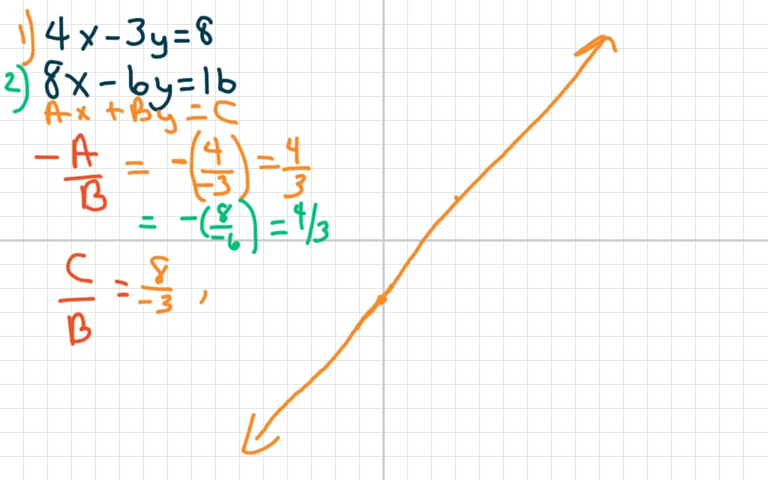 1) 4x-3y=8
2) 8x-6y=16
Ax+By=C
-A/B = -(4/-3) = 4/3
= -(8/-6) = 4/3
C/B = 8/-3 ,